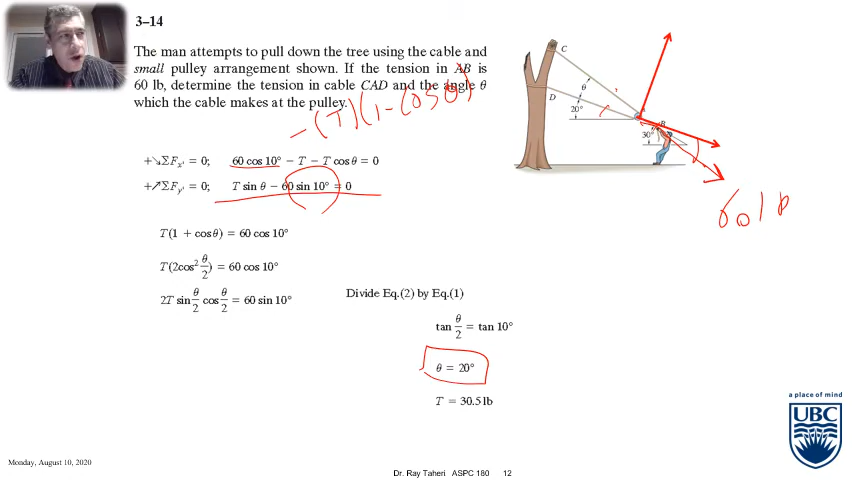 3–14
The man attempts to pull down the tree using the cable and
small pulley arrangement shown. If the tension in AB is
60 lb, determine the tension in cable CAD and the angle θ
which the cable makes at the pulley.
- (T)(1 - cos θ)
+↘ΣFx' = 0; 60 cos 10° − T − T cos θ = 0
+↗ΣFy' = 0; T sin θ − 60 sin 10° = 0
T(1 + cosθ) = 60 cos 10°
T(2cos² θ/2) = 60 cos 10°
2T sin θ/2 cos θ/2 = 60 sin 10°
Divide Eq.(2) by Eq.(1)
tan θ/2 = tan 10°
θ = 20°
T = 30.5 lb
C
θ
D
20°
B
30°
a place of mind
UBC
Monday, August 10, 2020
Dr. Ray Taheri ASPC 180 12